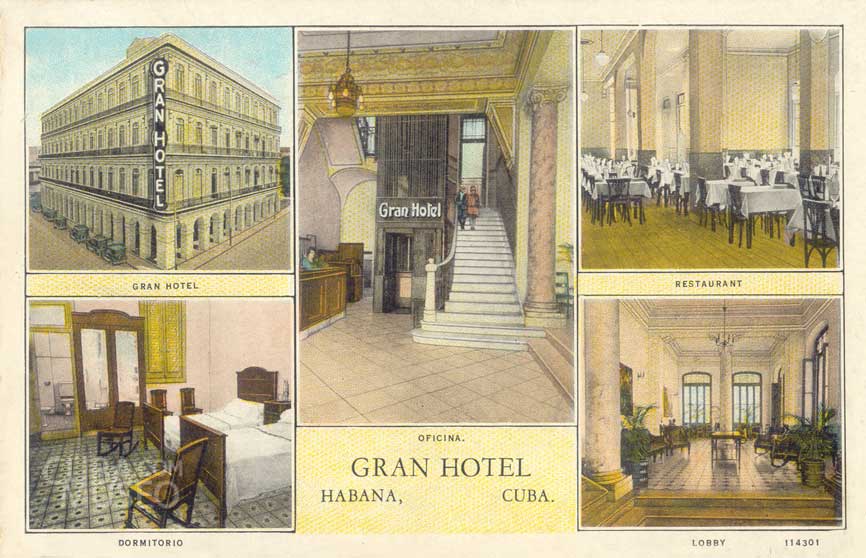 GRAN HOTEL
GRAN HOTEL
Gran Hotel
OFICINA.
RESTAURANT
DORMITORIO
GRAN HOTEL
HABANA, CUBA.
LOBBY 114301